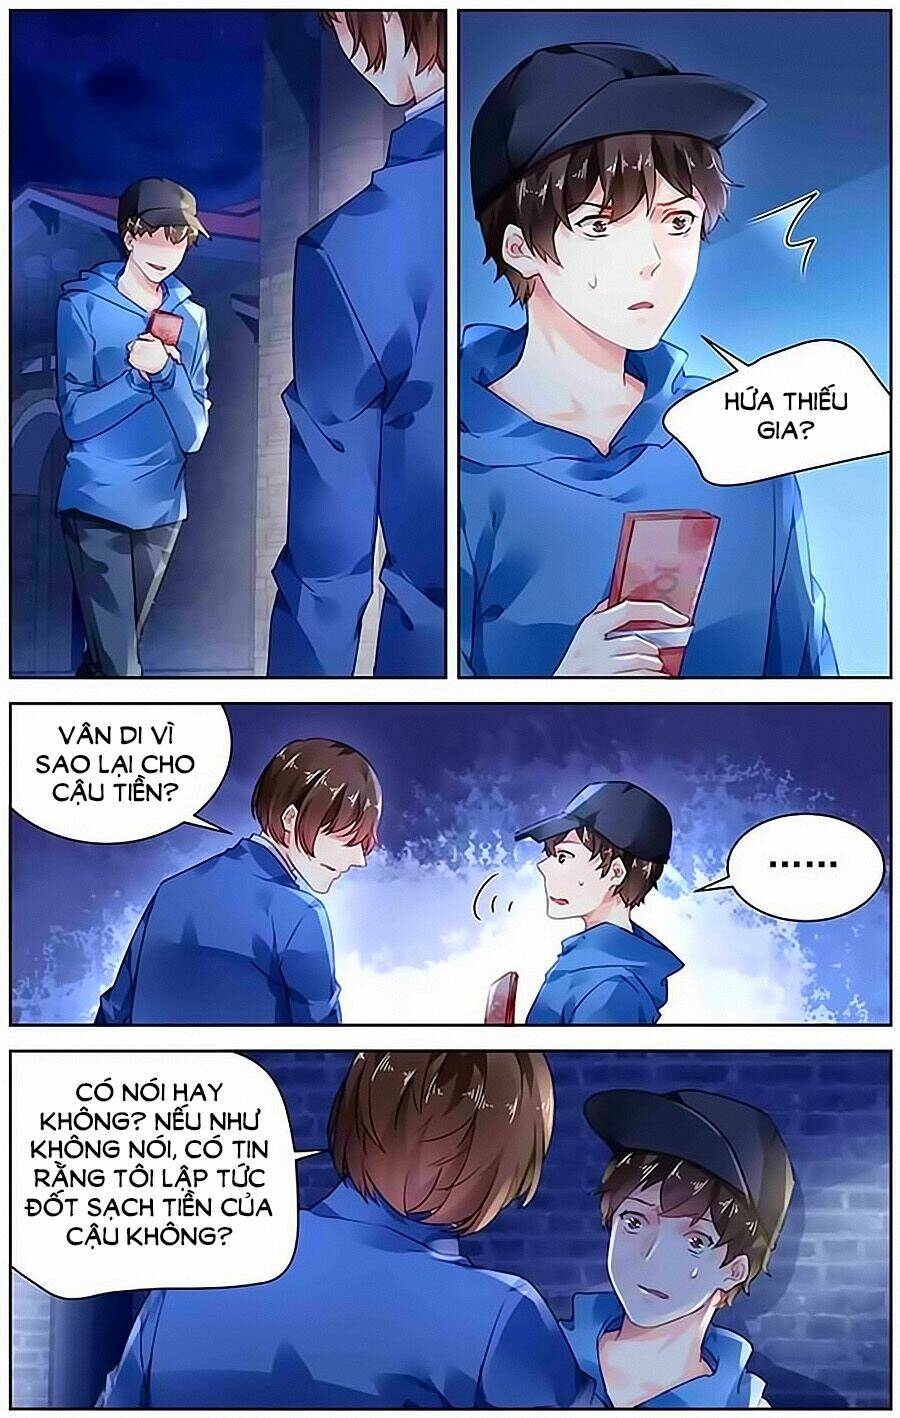 HỨA THIẾU
GIA?
VÂN DI VÌ
SAO LẠI CHO
CẬU TIỀN?
......
CÓ NÓI HAY
KHÔNG? NẾU NHƯ
KHÔNG NÓI, CÓ TIN
RẰNG TÔI LẬP TỨC
ĐỐT SẠCH TIỀN CỦA
CẬU KHÔNG?